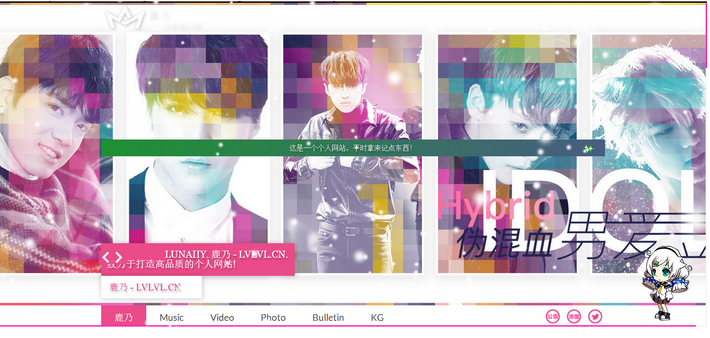 这是一个个人网站，平时拿来记点东西！
IDOL
Hybrid
伪混血男爱豆
LUNAIIY. 鹿乃 - LVLVL.CN.
致力于打造高品质的个人网站！
鹿乃 - LVLVL.CN
鹿乃 Music Video Photo Bulletin KG